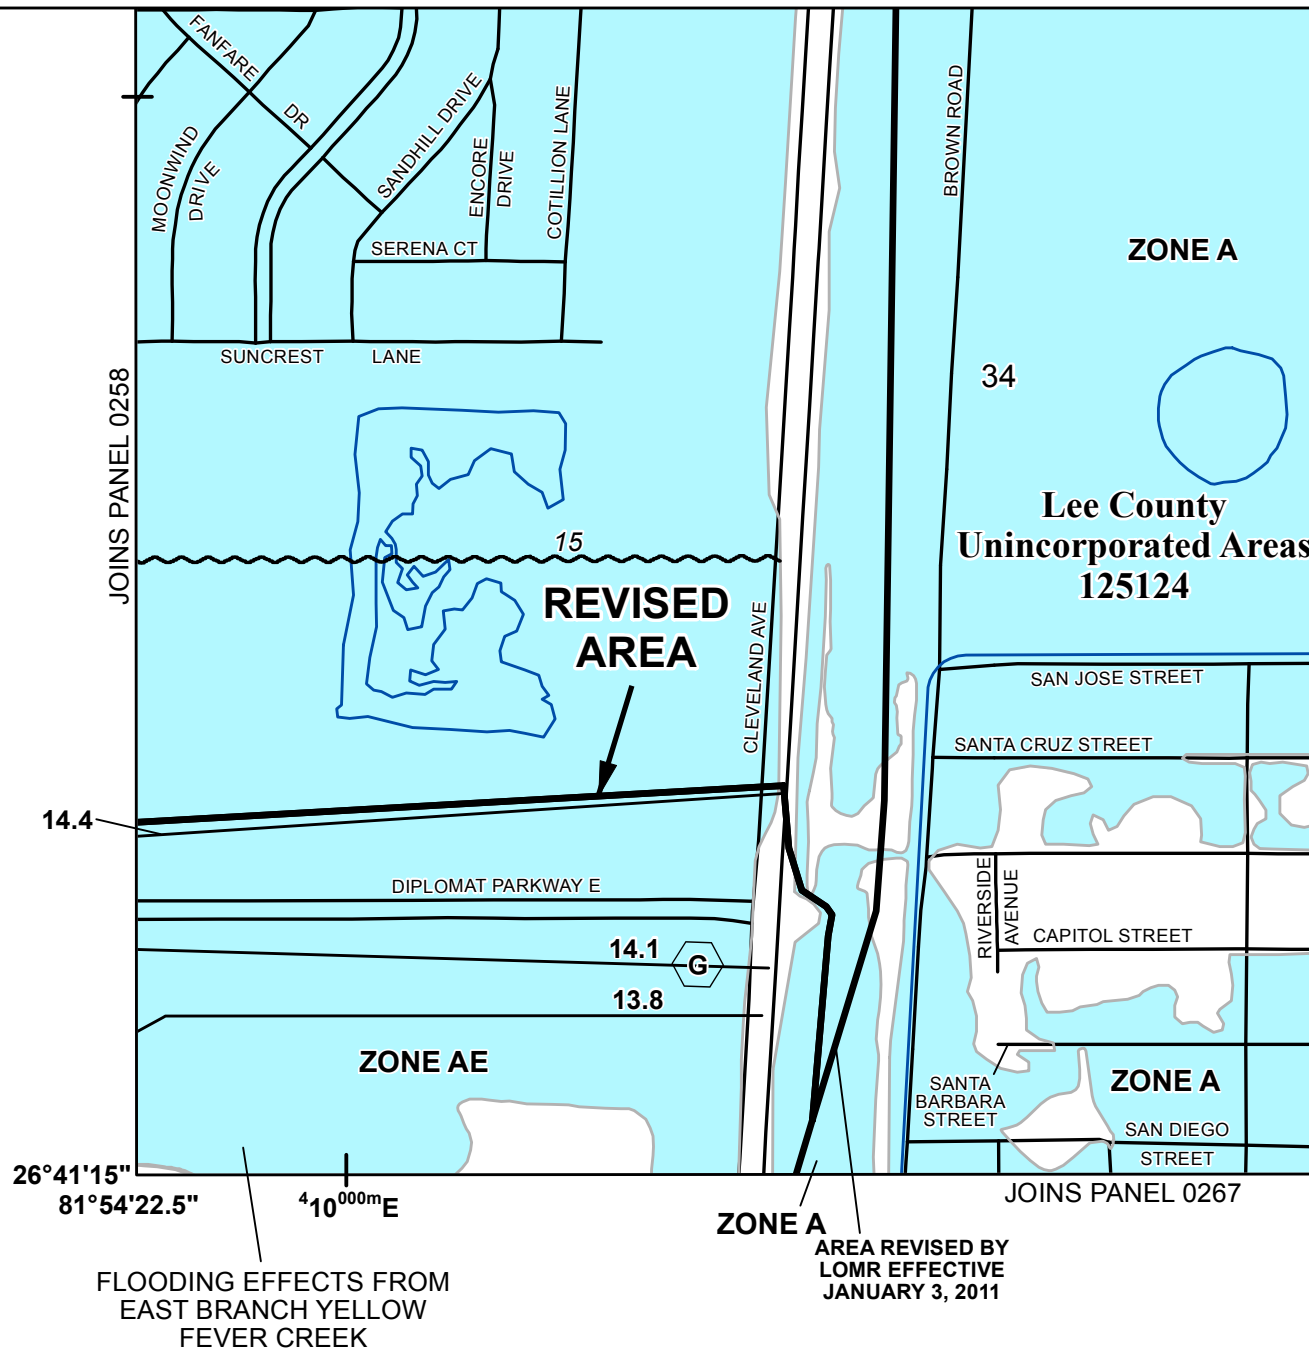 FANFARE
DR
MOONWIND
DRIVE
SANDHILL DRIVE
ENCORE
DRIVE
COTILLION LANE
SERENA CT
SUNCREST LANE
BROWN ROAD
ZONE A
34
JOINS PANEL 0258
Lee County
Unincorporated Areas
125124
15
REVISED
AREA
CLEVELAND AVE
SAN JOSE STREET
SANTA CRUZ STREET
14.4
DIPLOMAT PARKWAY E
RIVERSIDE
AVENUE
CAPITOL STREET
14.1
G
13.8
ZONE AE
SANTA
BARBARA
STREET
ZONE A
SAN DIEGO
STREET
26°41'15"
81°54'22.5"
410000mE
JOINS PANEL 0267
ZONE A
AREA REVISED BY
LOMR EFFECTIVE
JANUARY 3, 2011
FLOODING EFFECTS FROM
EAST BRANCH YELLOW
FEVER CREEK